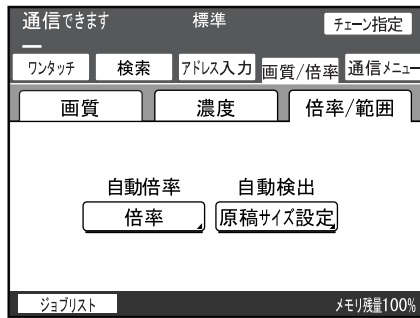 通信できます 標準 チェーン指定
ワンタッチ 検索 アドレス入力 画質/倍率 通信メニュー
画質 濃度 倍率/範囲
自動倍率 自動検出
倍率 原稿サイズ設定
ジョブリスト メモリ残量100%